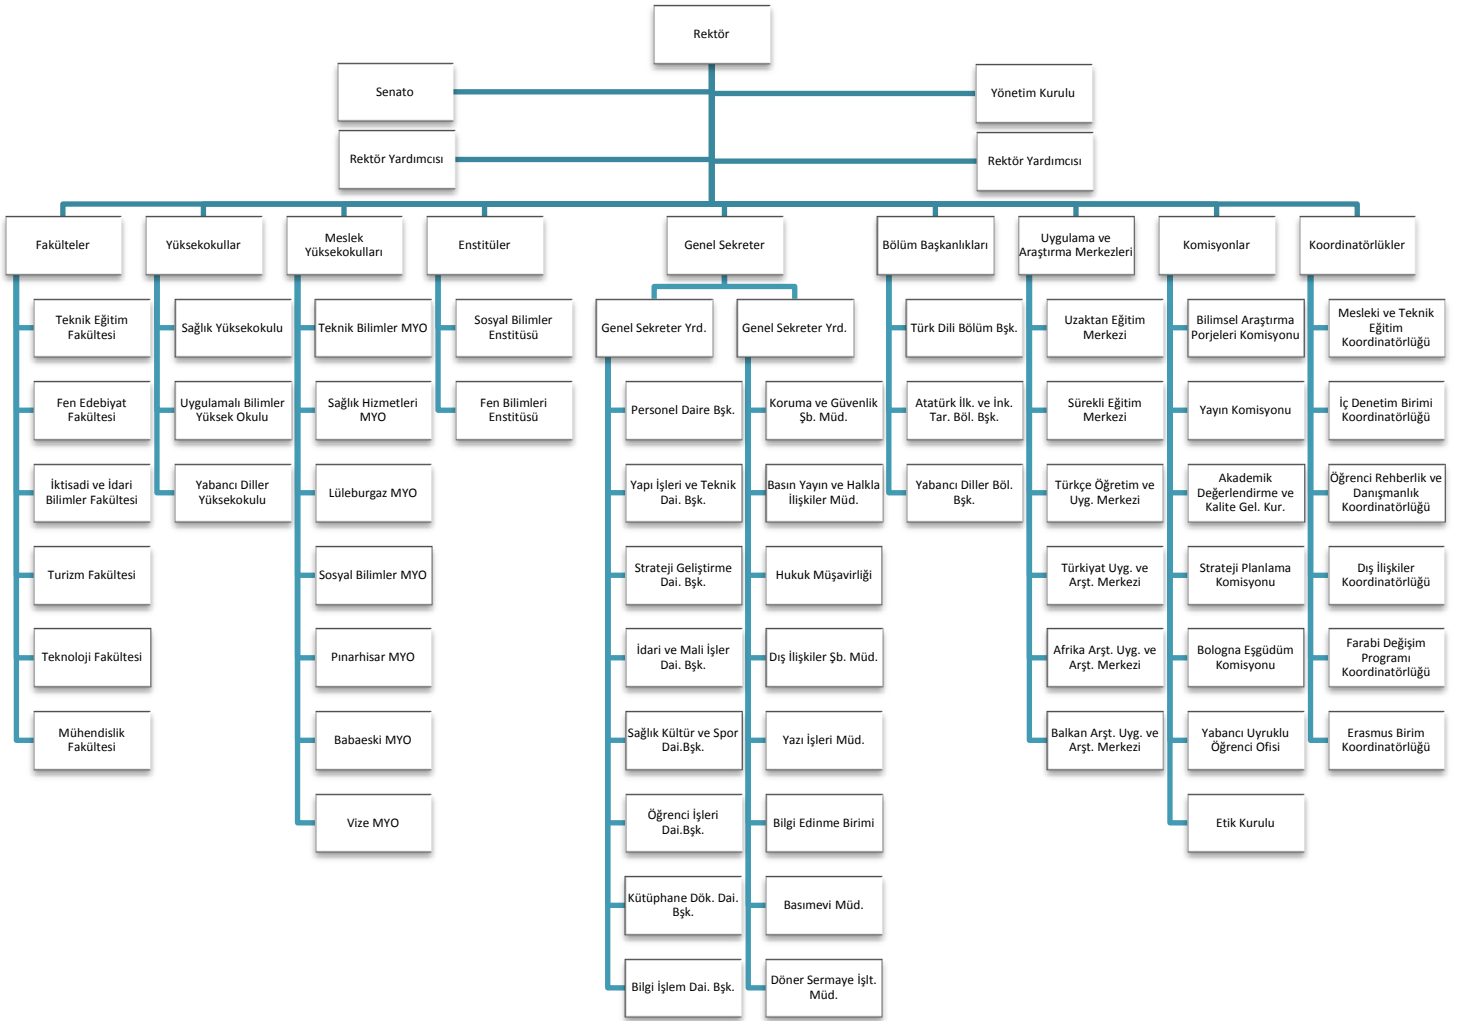 Rektör
Senato
Yönetim Kurulu
Rektör Yardımcısı
Rektör Yardımcısı
Fakülteler
Teknik Eğitim
Fakültesi
Fen Edebiyat
Fakültesi
İktisadi ve İdari
Bilimler Fakültesi
Turizm Fakültesi
Teknoloji Fakültesi
Mühendislik
Fakültesi
Yüksekokullar
Sağlık Yüksekokulu
Uygulamalı Bilimler
Yüksek Okulu
Yabancı Diller
Yüksekokulu
Meslek
Yüksekokulları
Teknik Bilimler MYO
Sağlık Hizmetleri
MYO
Lüleburgaz MYO
Sosyal Bilimler MYO
Pınarhisar MYO
Babaeski MYO
Vize MYO
Enstitüler
Sosyal Bilimler
Enstitüsü
Fen Bilimleri
Enstitüsü
Genel Sekreter
Genel Sekreter Yrd.
Personel Daire Bşk.
Yapı İşleri ve Teknik
Dai. Bşk.
Strateji Geliştirme
Dai. Bşk.
İdari ve Mali İşler
Dai. Bşk.
Sağlık Kültür ve Spor
Dai.Bşk.
Öğrenci İşleri
Dai.Bşk.
Kütüphane Dök. Dai.
Bşk.
Bilgi İşlem Dai. Bşk.
Genel Sekreter Yrd.
Koruma ve Güvenlik
Şb. Müd.
Basın Yayın ve Halkla
İlişkiler Müd.
Hukuk Müşavirliği
Dış İlişkiler Şb. Müd.
Yazı İşleri Müd.
Bilgi Edinme Birimi
Basımevi Müd.
Döner Sermaye İşlt.
Müd.
Bölüm Başkanlıkları
Türk Dili Bölüm Bşk.
Atatürk İlk. ve İnk.
Tar. Böl. Bşk.
Yabancı Diller Böl.
Bşk.
Uygulama ve
Araştırma Merkezleri
Uzaktan Eğitim
Merkezi
Sürekli Eğitim
Merkezi
Türkçe Öğretim ve
Uyg. Merkezi
Türkiyat Uyg. ve
Arşt. Merkezi
Afrika Arşt. Uyg. ve
Arşt. Merkezi
Balkan Arşt. Uyg. ve
Arşt. Merkezi
Komisyonlar
Bilimsel Araştırma
Porjeleri Komisyonu
Yayın Komisyonu
Akademik
Değerlendirme ve
Kalite Gel. Kur.
Strateji Planlama
Komisyonu
Bologna Eşgüdüm
Komisyonu
Yabancı Uyruklu
Öğrenci Ofisi
Etik Kurulu
Koordinatörlükler
Mesleki ve Teknik
Eğitim
Koordinatörlüğü
İç Denetim Birimi
Koordinatörlüğü
Öğrenci Rehberlik ve
Danışmanlık
Koordinatörlüğü
Dış İlişkiler
Koordinatörlüğü
Farabi Değişim
Programı
Koordinatörlüğü
Erasmus Birim
Koordinatörlüğü